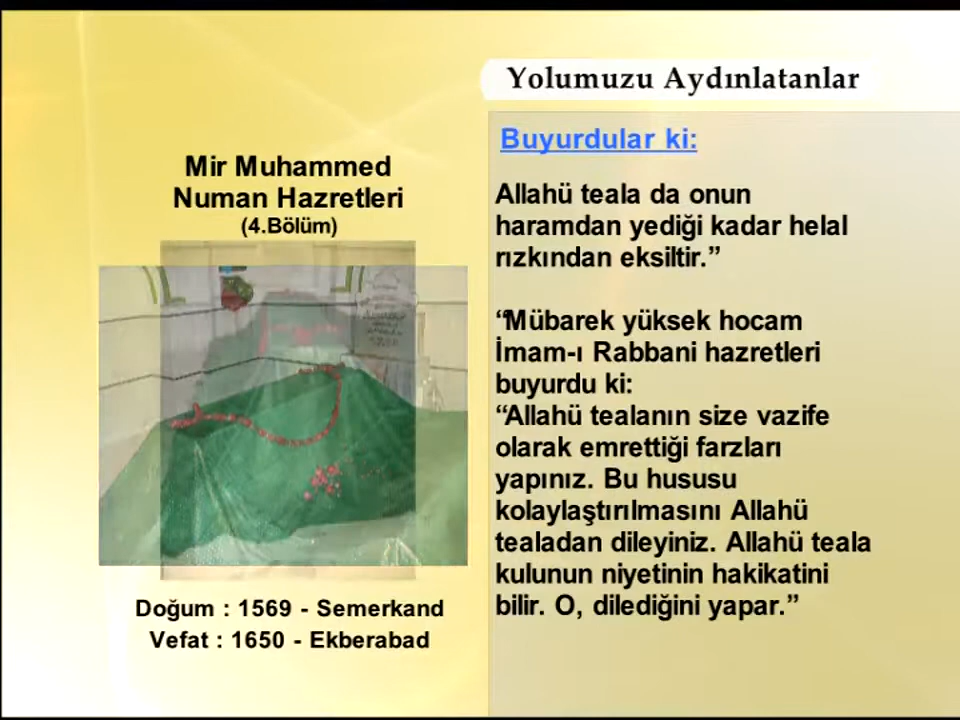 Yolumuzu Aydınlatanlar
Mir Muhammed
Numan Hazretleri
(4.Bölüm)
Doğum : 1569 - Semerkand
Vefat : 1650 - Ekberabad
Buyurdular ki:
Allahü teala da onun
haramdan yediği kadar helal
rızkından eksiltir.”
“Mübarek yüksek hocam
İmam-ı Rabbani hazretleri
buyurdu ki:
“Allahü tealanın size vazife
olarak emrettiği farzları
yapınız. Bu hususu
kolaylaştırılmasını Allahü
tealadan dileyiniz. Allahü teala
kulunun niyetinin hakikatini
bilir. O, dilediğini yapar.”